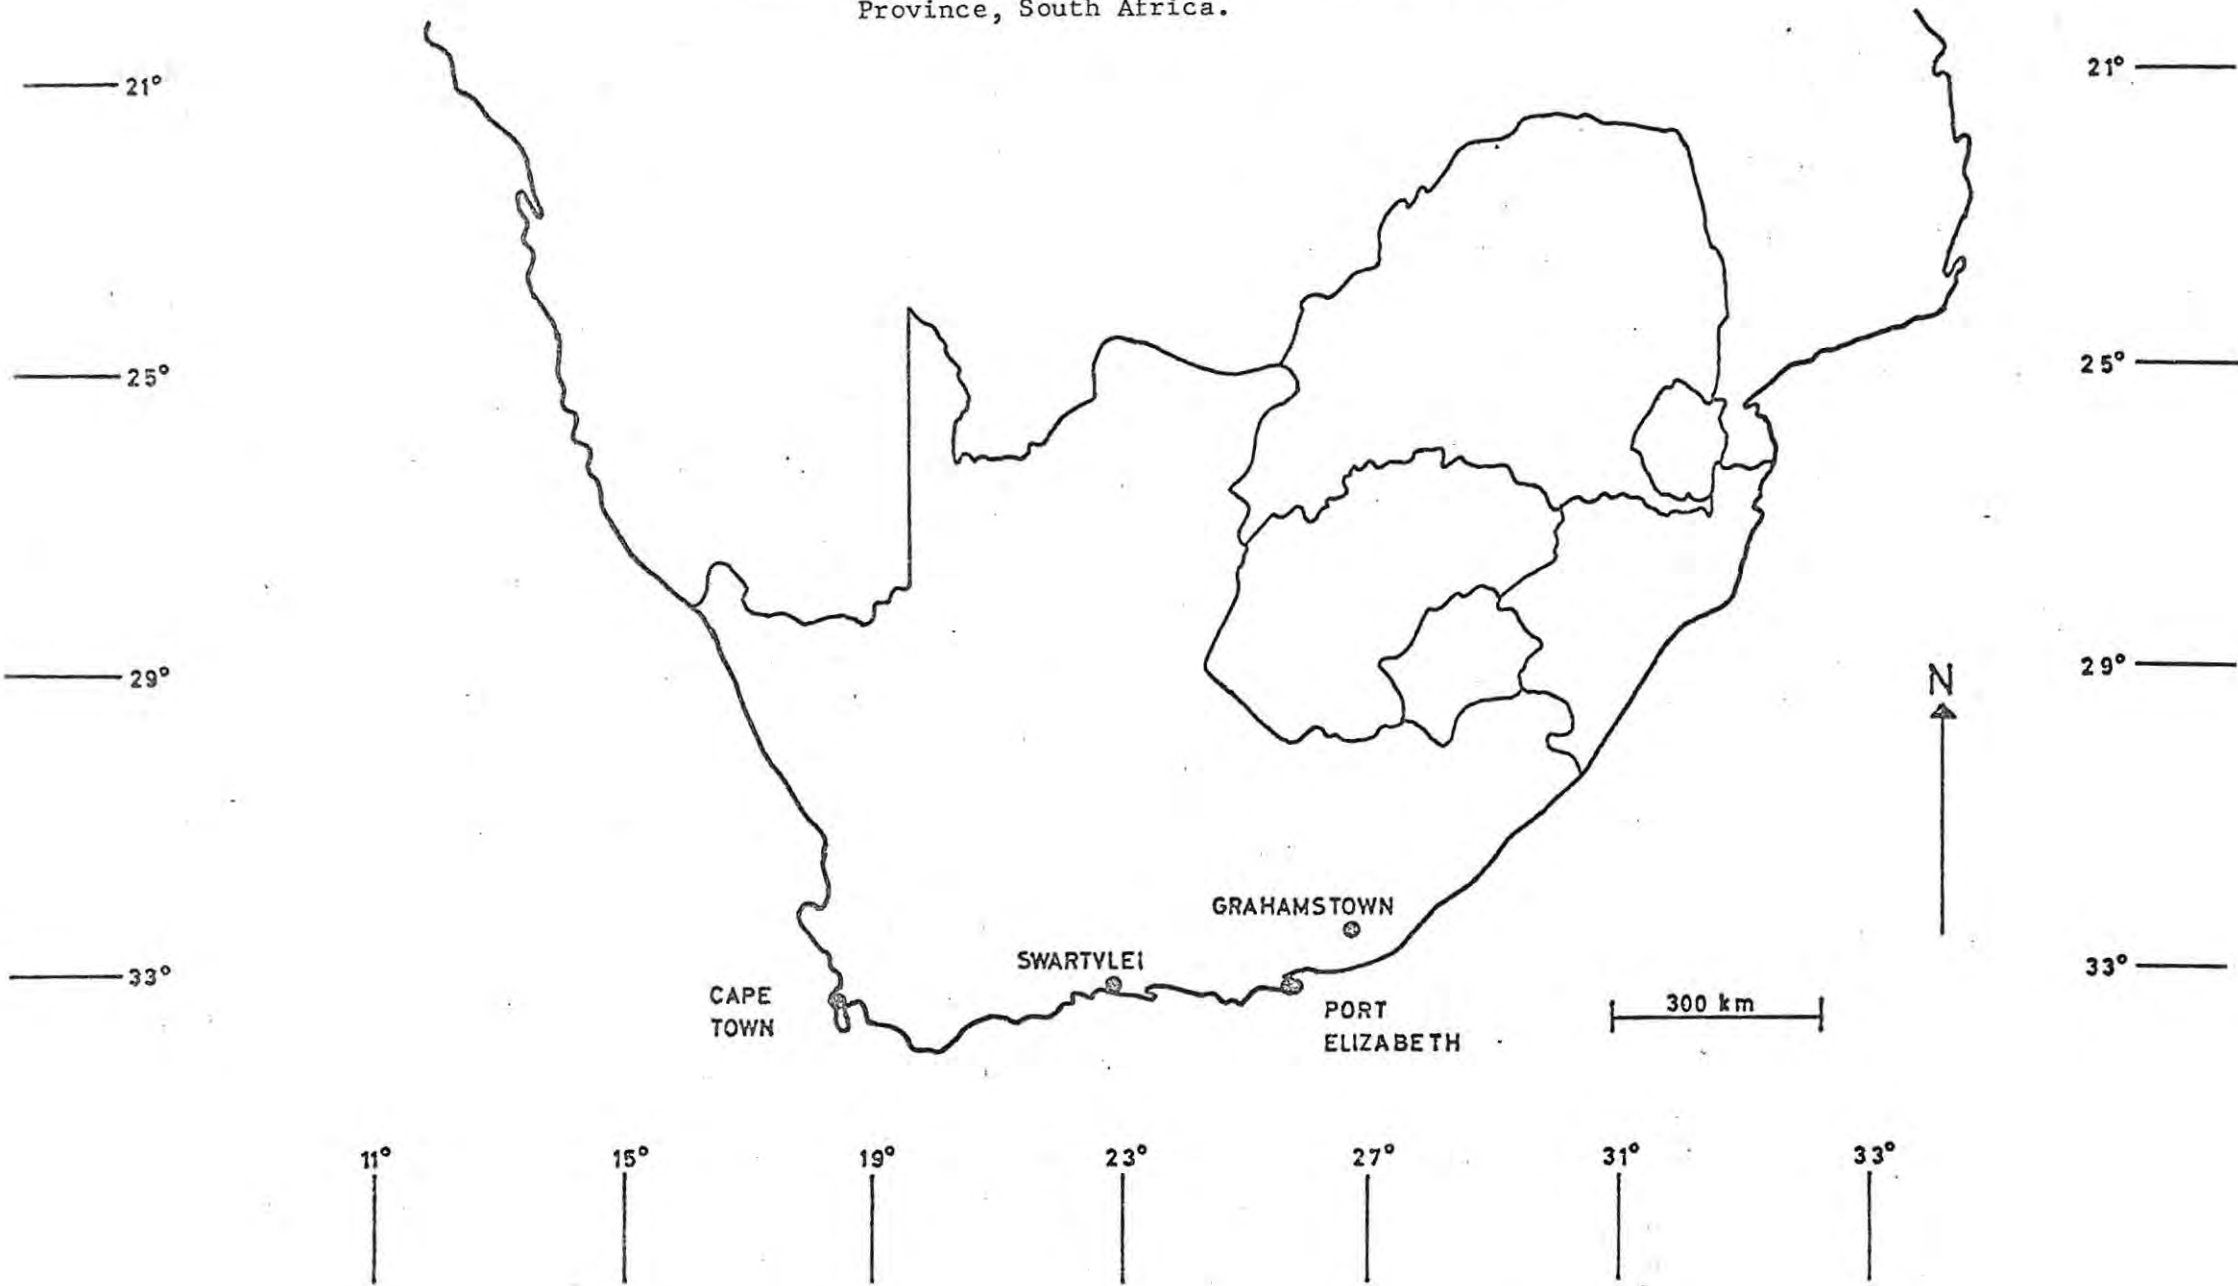 Province, South Africa.
21°
21°
25°
25°
29°
29°
N
GRAHAMSTOWN
SWARTVLEI
33°
33°
CAPE
TOWN
PORT
ELIZABETH
300 km
11°
15°
19°
23°
27°
31°
33°